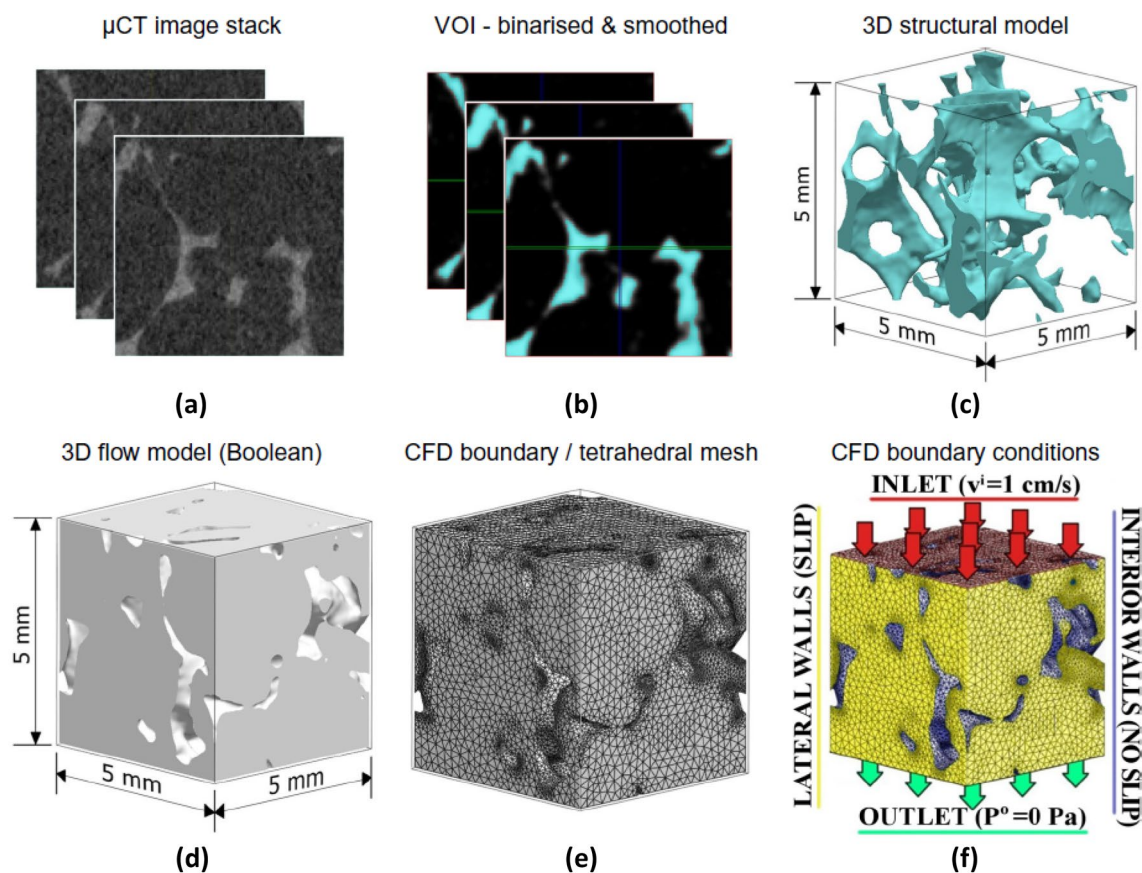 µCT image stack
VOI - binarised & smoothed
3D structural model
5 mm
5 mm
5 mm
(a)
(b)
(c)
3D flow model (Boolean)
CFD boundary / tetrahedral mesh
CFD boundary conditions
INLET (vⁱ=1 cm/s)
5 mm
5 mm
5 mm
LATERAL WALLS (SLIP)
INTERIOR WALLS (NO SLIP)
OUTLET (Pᵒ=0 Pa)
(d)
(e)
(f)